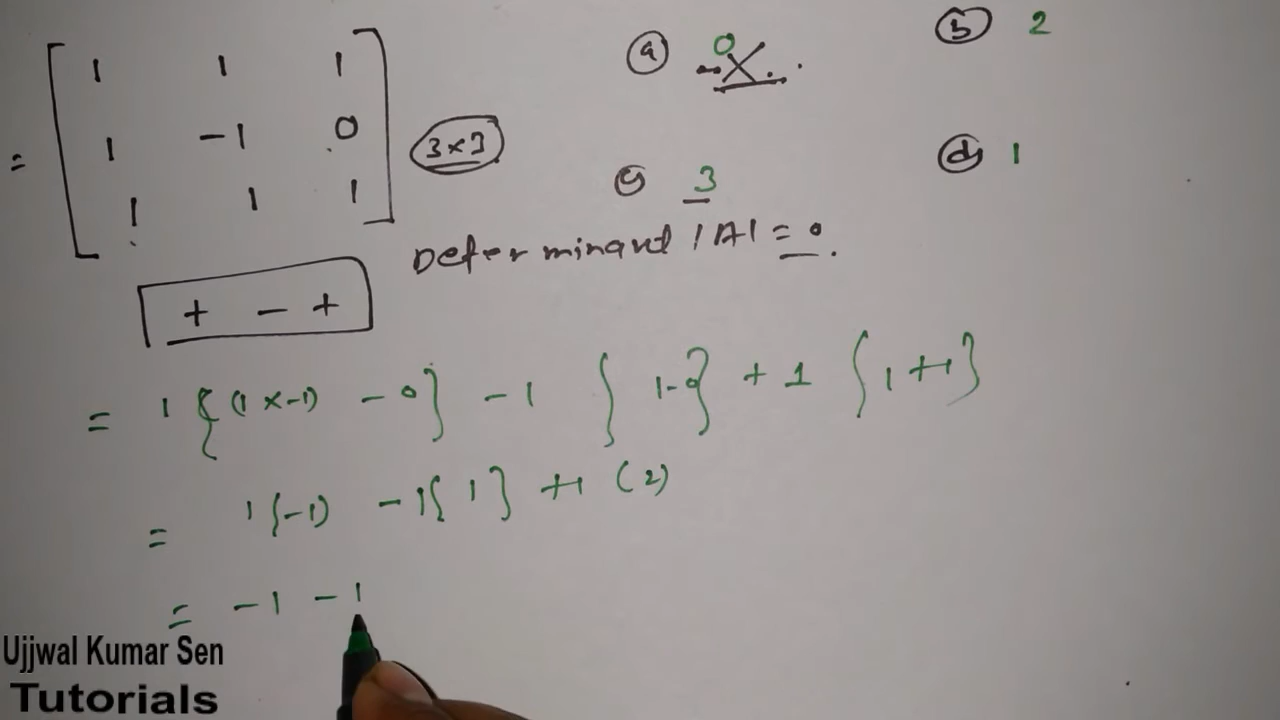 = [ 1 1 1
1 -1 0
1 1 1 ] 3×3
(a) 0
(b) 2
(c) 3
(d) 1
Determinant |A| = 0.
+ - +
= 1 {(1 × -1) - 0} - 1 {1-0} + 1 {1+1}
= 1 {-1) - 1{1} +1 (2)
= -1 -1
Ujjwal Kumar Sen
Tutorials